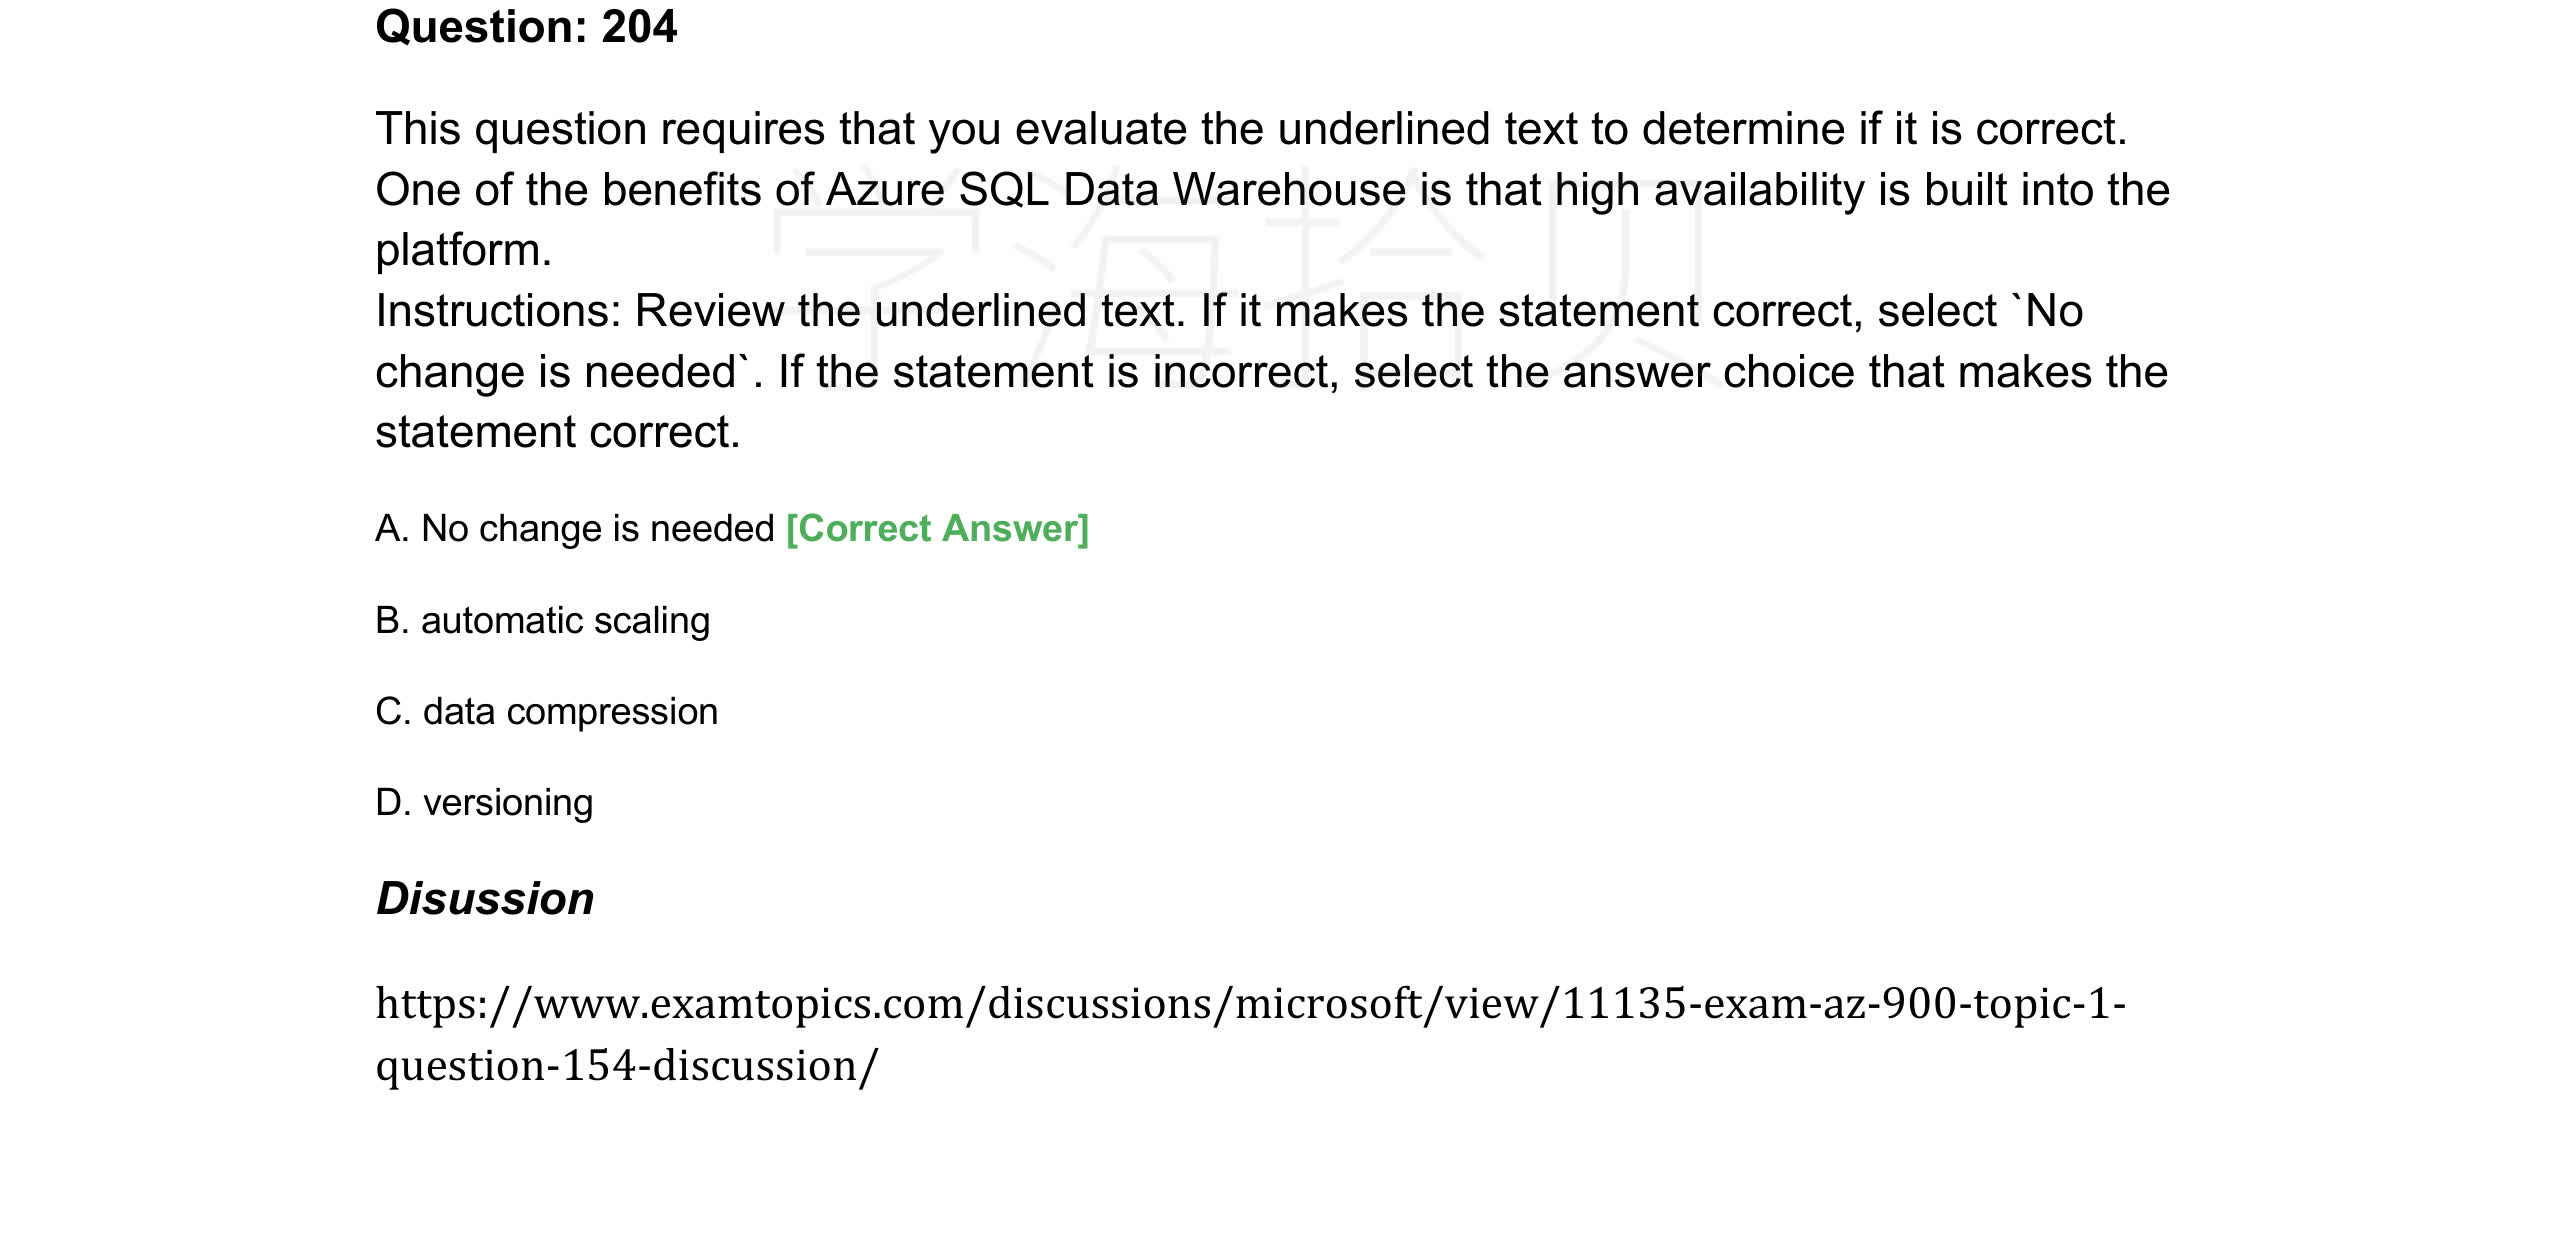 Question: 204
This question requires that you evaluate the underlined text to determine if it is correct.
One of the benefits of Azure SQL Data Warehouse is that high availability is built into the
platform.
Instructions: Review the underlined text. If it makes the statement correct, select `No
change is needed`. If the statement is incorrect, select the answer choice that makes the
statement correct.
学海拾贝
A. No change is needed [Correct Answer]
B. automatic scaling
C. data compression
D. versioning
Disussion
https://www.examtopics.com/discussions/microsoft/view/11135-exam-az-900-topic-1-
question-154-discussion/